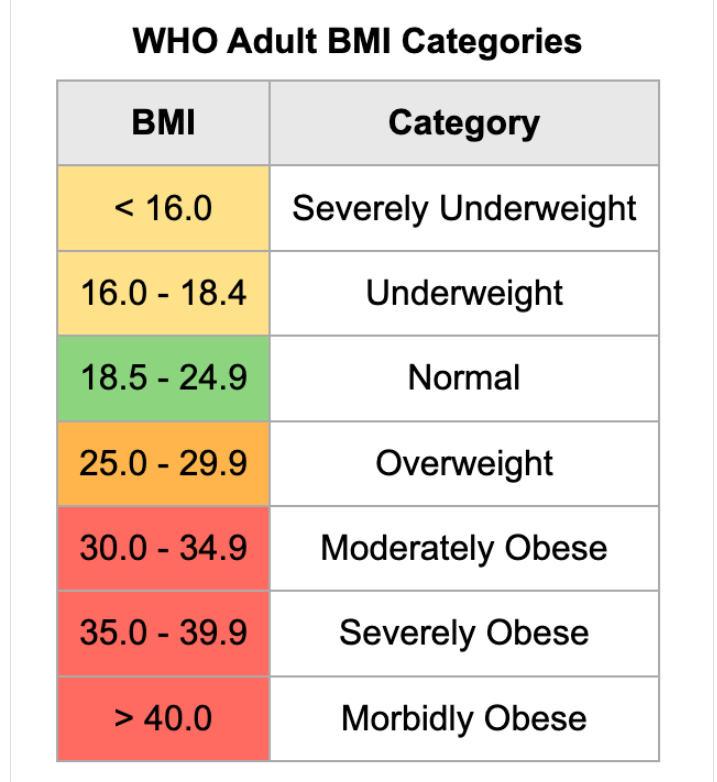 WHO Adult BMI Categories
BMI Category
< 16.0 Severely Underweight
16.0 - 18.4 Underweight
18.5 - 24.9 Normal
25.0 - 29.9 Overweight
30.0 - 34.9 Moderately Obese
35.0 - 39.9 Severely Obese
> 40.0 Morbidly Obese